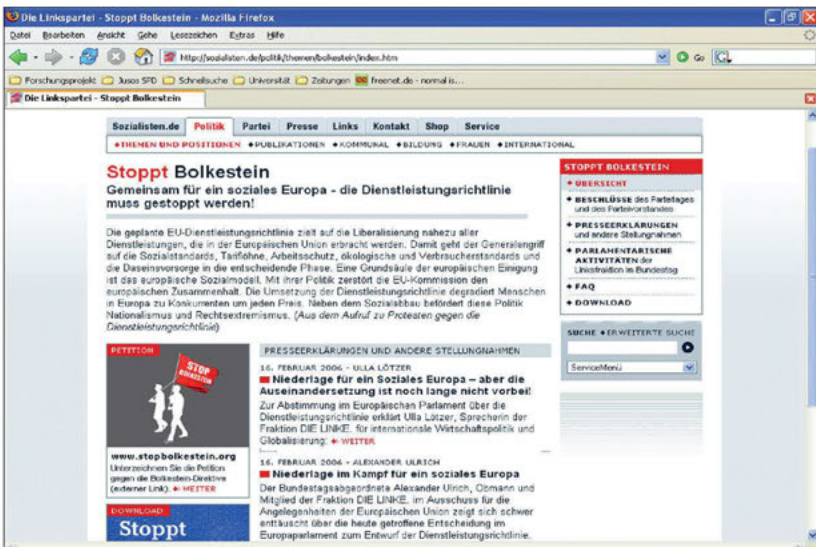 Die Linkspartei - Stoppt Bolkestein - Mozilla Firefox
Datei Bearbeiten Ansicht Gehe Lesezeichen Extras Hilfe
http://sozialisten.de/politik/themen/bolkestein/index.htm
Go
Forschungsprojekt Jusos SPD Schnellsuche Universität Zeitungen freenet.de - normal is...
Die Linkspartei - Stoppt Bolkestein
Sozialisten.de Politik Partei Presse Links Kontakt Shop Service
THEMEN UND POSITIONEN PUBLIKATIONEN KOMMUNAL BILDUNG FRAUEN INTERNATIONAL
Stoppt Bolkestein
Gemeinsam für ein soziales Europa - die Dienstleistungsrichtlinie
muss gestoppt werden!
Die geplante EU-Dienstleistungsrichtlinie zielt auf die Liberalisierung nahezu aller
Dienstleistungen, die in der Europäischen Union erbracht werden. Damit geht der Generalangriff
auf die Sozialstandards, Tariflöhne, Arbeitsschutz, ökologische und Verbraucherstandards und
die Daseinsvorsorge in die entscheidende Phase. Eine Grundsäule der europäischen Einigung
ist das europäische Sozialmodell. Mit ihrer Politik zerstört die EU-Kommission den
europäischen Zusammenhalt. Die Umsetzung der Dienstleistungsrichtlinie degradiert Menschen
in Europa zu Konkurrenten um jeden Preis. Neben dem Sozialabbau befördert diese Politik
Nationalismus und Rechtsextremismus. (Aus dem Aufruf zu Protesten gegen die
Dienstleistungsrichtlinie)
PETITION
STOP
BOLKESTEIN
www.stopbolkestein.org
Unterzeichnen Sie die Petition
gegen die Bolkestein-Direktive
(externer Link). WEITER
DOWNLOAD
Stoppt
PRESSEERKLÄRUNGEN UND ANDERE STELLUNGNAHMEN
16. FEBRUAR 2006 - ULLA LÖTZER
Niederlage für ein Soziales Europa – aber die
Auseinandersetzung ist noch lange nicht vorbei!
Zur Abstimmung im Europäischen Parlament über die
Dienstleistungsrichtlinie erklärt Ulla Lötzer, Sprecherin der
Fraktion DIE LINKE. für internationale Wirtschaftspolitik und
Globalisierung: WEITER
16. FEBRUAR 2006 - ALEXANDER ULRICH
Niederlage im Kampf für ein soziales Europa
Der Bundestagsabgeordnete Alexander Ulrich, Obmann und
Mitglied der Fraktion DIE LINKE. im Ausschuss für die
Angelegenheiten der Europäischen Union zeigt sich schwer
enttäuscht über die heute getroffene Entscheidung im
Europaparlament zum Entwurf der Dienstleistungsrichtlinie.
STOPPT BOLKESTEIN
ÜBERSICHT
BESCHLÜSSE des Parteitages
und des Parteivorstandes
PRESSEERKLÄRUNGEN
und andere Stellungnahmen
PARLAMENTARISCHE
AKTIVITÄTEN der
Linksfraktion im Bundestag
FAQ
DOWNLOAD
SUCHE ERWEITERTE SUCHE
ServiceMenü